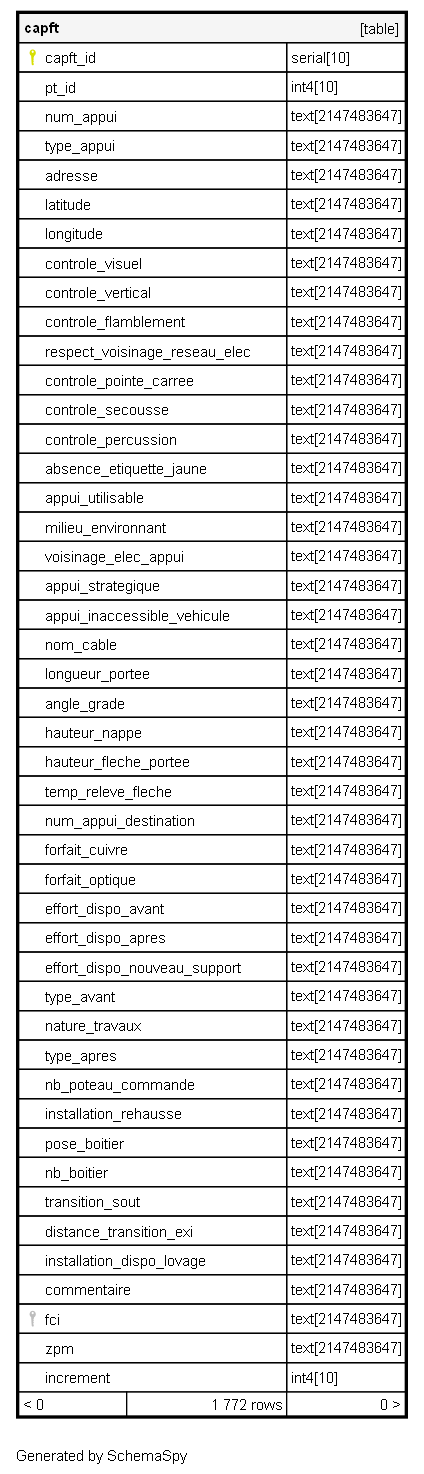 capft [table]
capft_id serial[10]
pt_id int4[10]
num_appui text[2147483647]
type_appui text[2147483647]
adresse text[2147483647]
latitude text[2147483647]
longitude text[2147483647]
controle_visuel text[2147483647]
controle_vertical text[2147483647]
controle_flamblement text[2147483647]
respect_voisinage_reseau_elec text[2147483647]
controle_pointe_carree text[2147483647]
controle_secousse text[2147483647]
controle_percussion text[2147483647]
absence_etiquette_jaune text[2147483647]
appui_utilisable text[2147483647]
milieu_environnant text[2147483647]
voisinage_elec_appui text[2147483647]
appui_strategique text[2147483647]
appui_inaccessible_vehicule text[2147483647]
nom_cable text[2147483647]
longueur_portee text[2147483647]
angle_grade text[2147483647]
hauteur_nappe text[2147483647]
hauteur_fleche_portee text[2147483647]
temp_releve_fleche text[2147483647]
num_appui_destination text[2147483647]
forfait_cuivre text[2147483647]
forfait_optique text[2147483647]
effort_dispo_avant text[2147483647]
effort_dispo_apres text[2147483647]
effort_dispo_nouveau_support text[2147483647]
type_avant text[2147483647]
nature_travaux text[2147483647]
type_apres text[2147483647]
nb_poteau_commande text[2147483647]
installation_rehausse text[2147483647]
pose_boitier text[2147483647]
nb_boitier text[2147483647]
transition_sout text[2147483647]
distance_transition_exi text[2147483647]
installation_dispo_lovage text[2147483647]
commentaire text[2147483647]
fci text[2147483647]
zpm text[2147483647]
increment int4[10]
< 0 1 772 rows 0 >
Generated by SchemaSpy